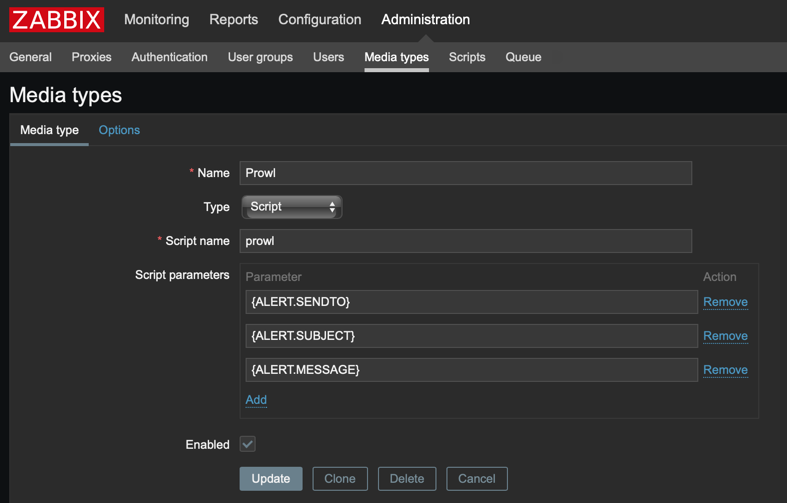 ZABBIX Monitoring Reports Configuration Administration
General Proxies Authentication User groups Users Media types Scripts Queue
Media types
Media type Options
* Name Prowl
Type Script
* Script name prowl
Script parameters Parameter Action
{ALERT.SENDTO} Remove
{ALERT.SUBJECT} Remove
{ALERT.MESSAGE} Remove
Add
Enabled
Update Clone Delete Cancel